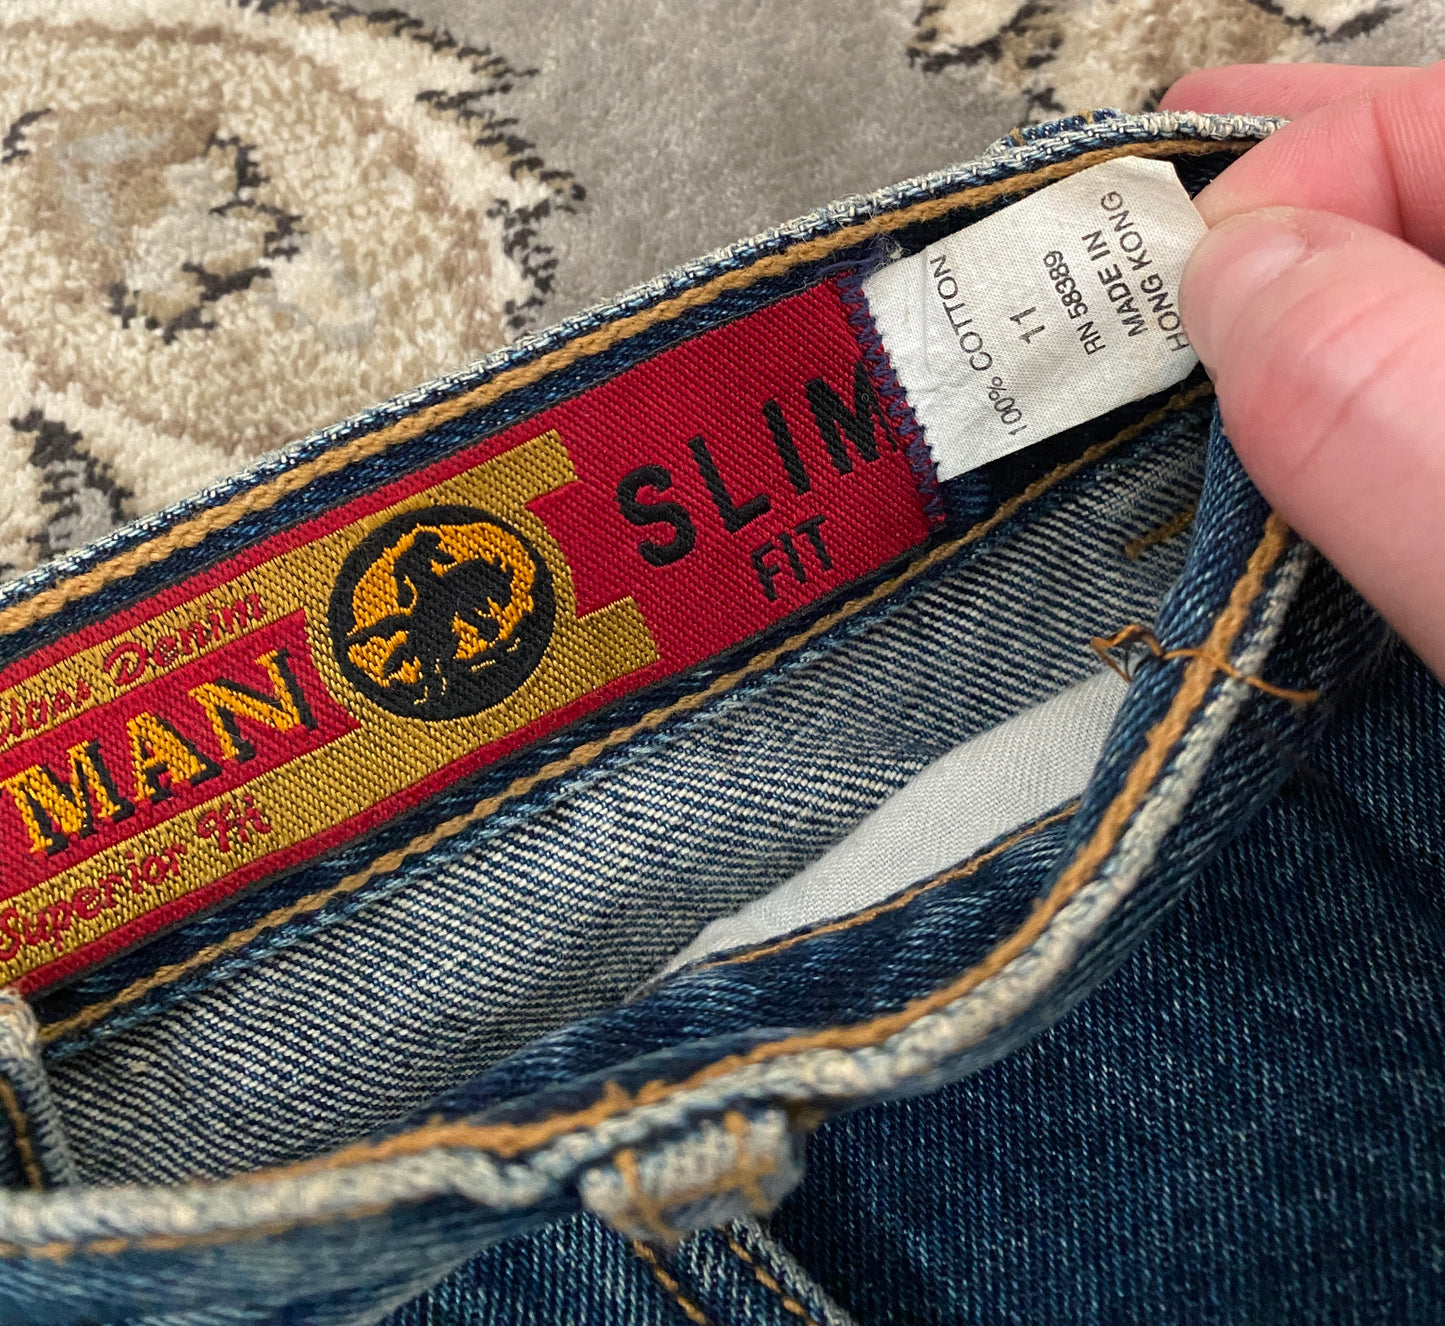 Denim
MAN
Superior Fit
SLIM
FIT
100% COTTON
11
RN 58389
MADE IN
HONG KONG